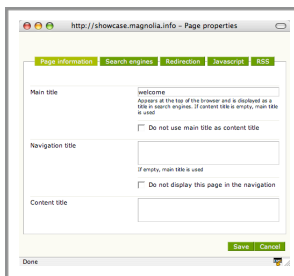 http://showcase.magnolia.info – Page properties
Page information Search engines Redirection Javascript RSS
Main title
welcome
Appears at the top of the browser and is displayed as a
title in search engines. If content title is empty, main title
is used
Do not use main title as content title
Navigation title
If empty, main title is used
Do not display this page in the navigation
Content title
Save Cancel
Done